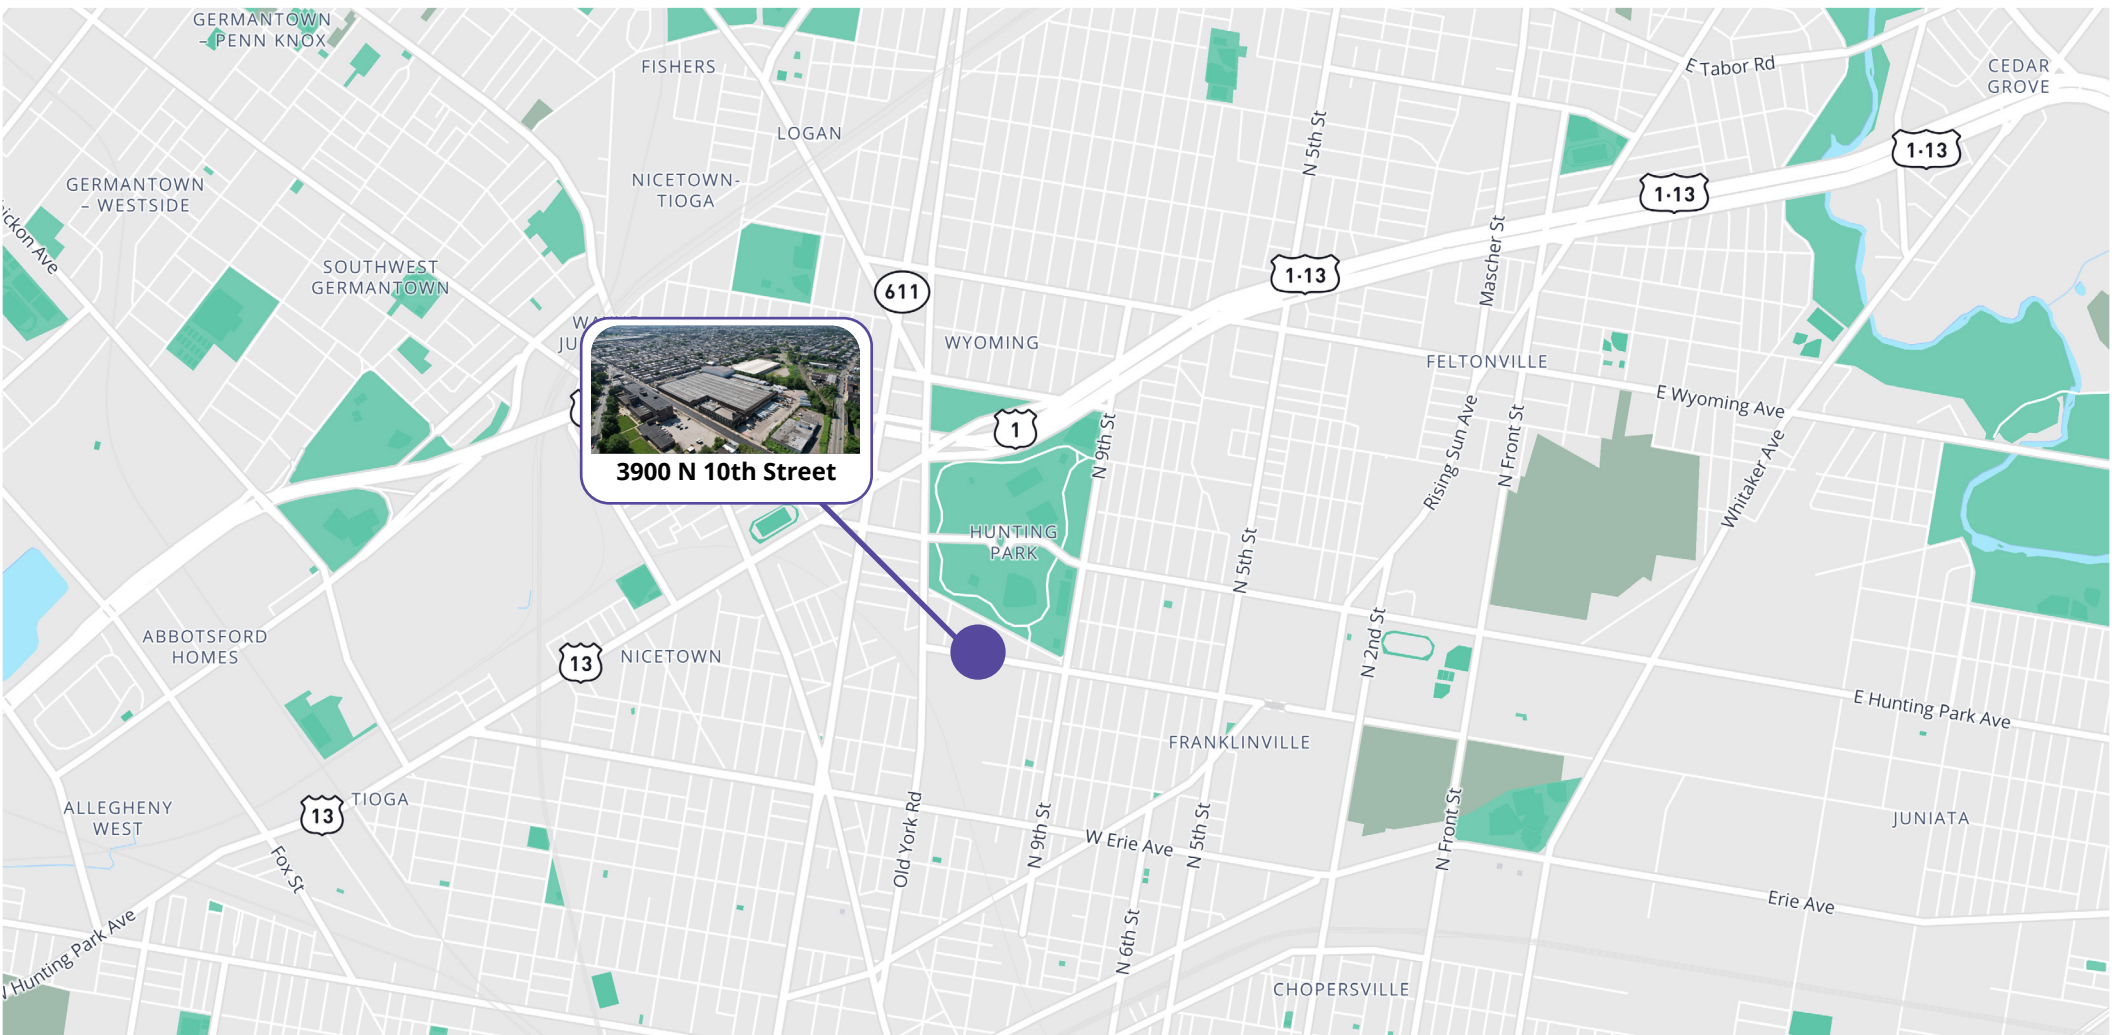 GERMANTOWN
– PENN KNOX
FISHERS
E Tabor Rd
CEDAR
GROVE
LOGAN
N 5th St
1·13
GERMANTOWN
– WESTSIDE
NICETOWN-
TIOGA
1·13
Ave
SOUTHWEST
GERMANTOWN
611
1·13
Mascher St
WYOMING
FELTONVILLE
E Wyoming Ave
1
N 9th St
Rising Sun Ave
N Front St
Whitaker Ave
3900 N 10th Street
HUNTING
PARK
N 5th St
ABBOTSFORD
HOMES
13
NICETOWN
N 2nd St
E Hunting Park Ave
FRANKLINVILLE
ALLEGHENY
WEST
13
TIOGA
Old York Rd
N 9th St
W Erie Ave
N 5th St
N Front St
JUNIATA
Fox St
Erie Ave
Hunting Park Ave
N 6th St
CHOPERSVILLE